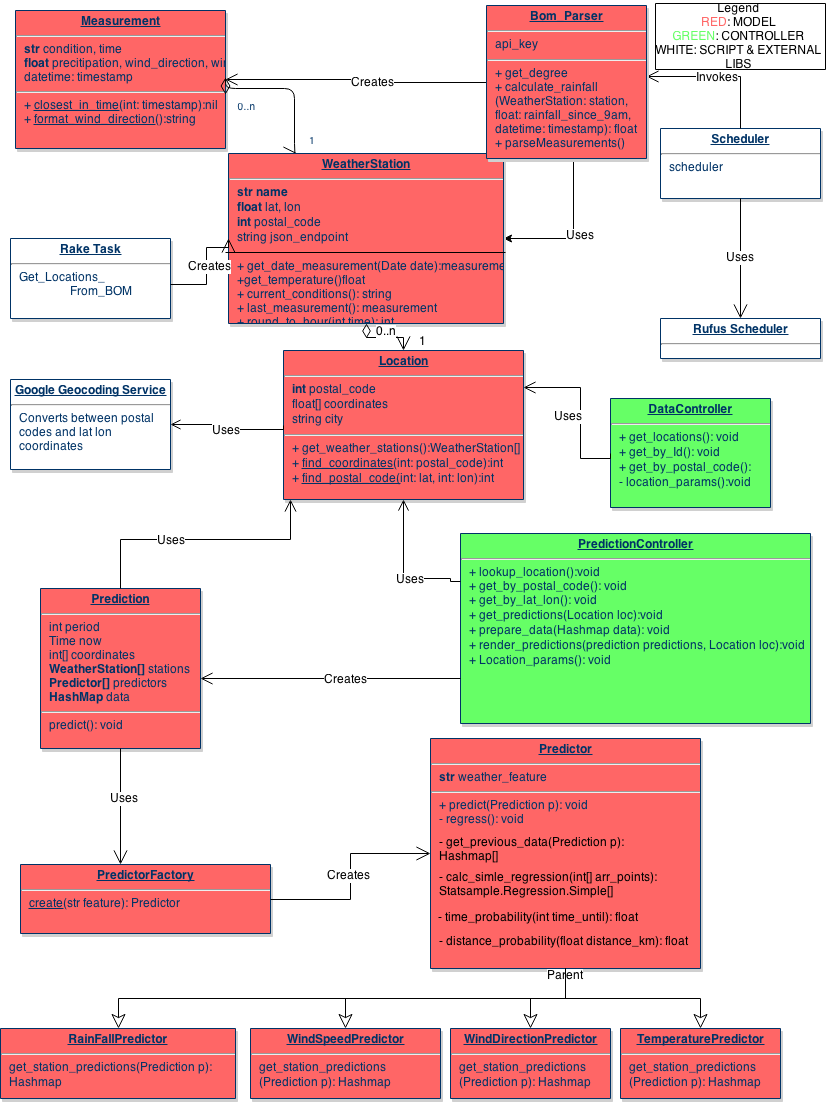 Measurement
str condition, time
float precitipation, wind_direction, wi
datetime: timestamp
+ closest_in_time(int: timestamp):nil
+ format_wind_direction():string
Bom_Parser
api_key
+ get_degree
+ calculate_rainfall
(WeatherStation: station,
float: rainfall_since_9am,
datetime: timestamp): float
+ parseMeasurements()
Legend
RED: MODEL
GREEN: CONTROLLER
WHITE: SCRIPT & EXTERNAL
LIBS
Creates
Invokes
0..n
1
Scheduler
scheduler
WeatherStation
str name
float lat, lon
int postal_code
string json_endpoint
+ get_date_measurement(Date date):measureme
+get_temperature()float
+ current_conditions(): string
+ last_measurement(): measurement
+ round_to_hour(int time): int
Uses
Rake Task
Get_Locations_
From_BOM
Creates
Uses
Rufus Scheduler
0..n
1
Location
int postal_code
float[] coordinates
string city
+ get_weather_stations():WeatherStation[]
+ find_coordinates(int: postal_code):int
+ find_postal_code(int: lat, int: lon):int
Google Geocoding Service
Converts between postal
codes and lat lon
coordinates
Uses
Uses
DataController
+ get_locations(): void
+ get_by_Id(): void
+ get_by_postal_code():
- location_params():void
Uses
Uses
PredictionController
+ lookup_location():void
+ get_by_postal_code(): void
+ get_by_lat_lon(): void
+ get_predictions(Location loc):void
+ prepare_data(Hashmap data): void
+ render_predictions(prediction predictions, Location loc):void
+ Location_params(): void
Prediction
int period
Time now
int[] coordinates
WeatherStation[] stations
Predictor[] predictors
HashMap data
predict(): void
Creates
Uses
Predictor
str weather_feature
+ predict(Prediction p): void
- regress(): void
- get_previous_data(Prediction p):
Hashmap[]
- calc_simle_regression(int[] arr_points):
Statsample.Regression.Simple[]
- time_probability(int time_until): float
- distance_probability(float distance_km): float
PredictorFactory
create(str feature): Predictor
Creates
Parent
RainFallPredictor
get_station_predictions(Prediction p):
Hashmap
WindSpeedPredictor
get_station_predictions
(Prediction p): Hashmap
WindDirectionPredictor
get_station_predictions
(Prediction p): Hashmap
TemperaturePredictor
get_station_predictions
(Prediction p): Hashmap